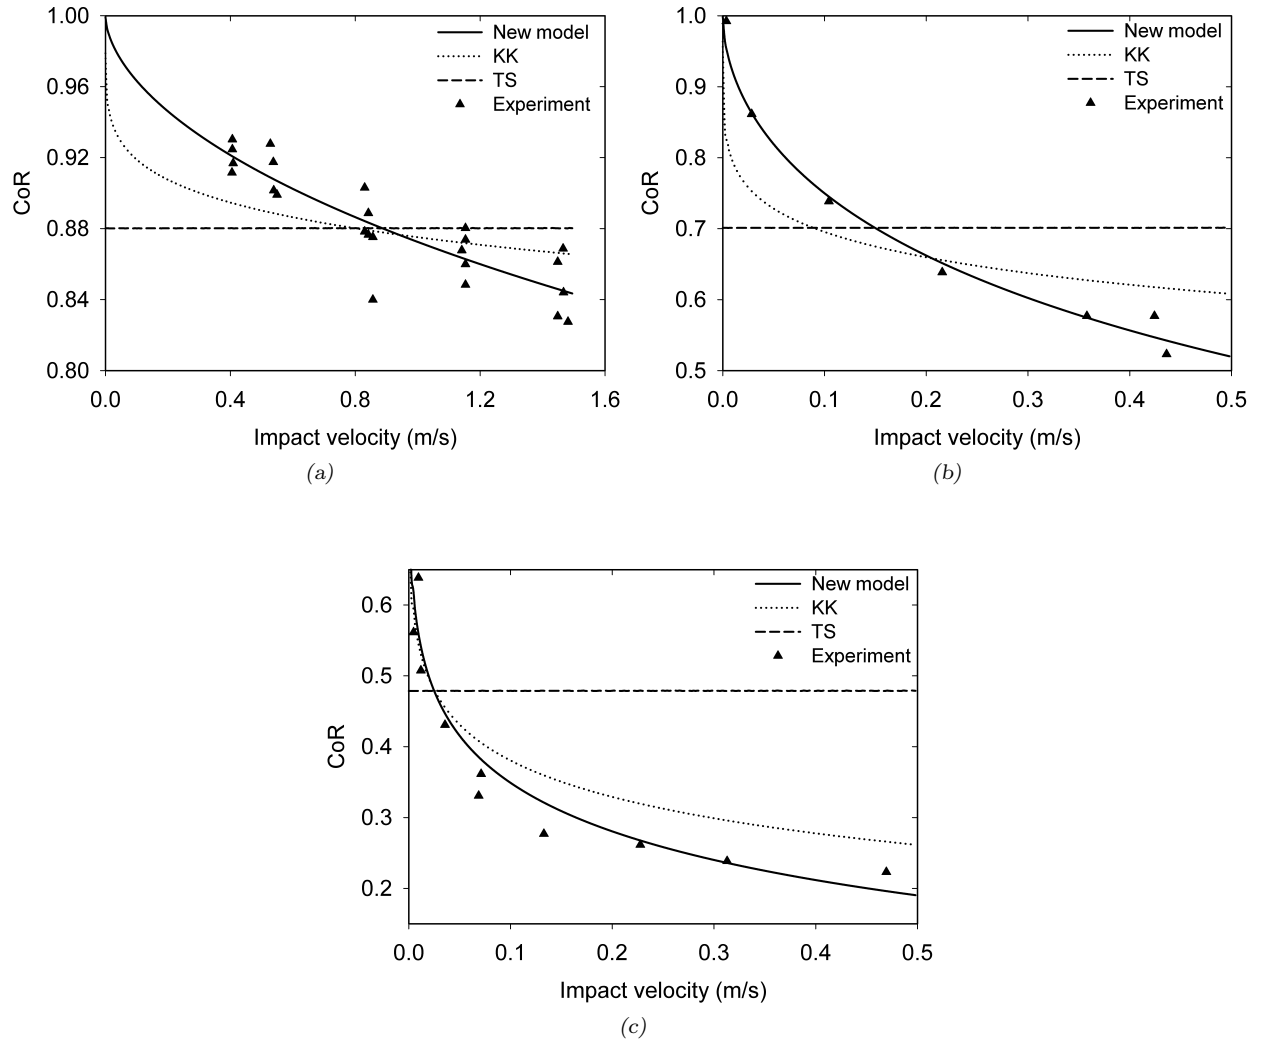 1.00
0.96
0.92
0.88
0.84
0.80
CoR
0.0 0.4 0.8 1.2 1.6
Impact velocity (m/s)
New model
KK
TS
Experiment
(a)
1.0
0.9
0.8
0.7
0.6
0.5
CoR
0.0 0.1 0.2 0.3 0.4 0.5
Impact velocity (m/s)
New model
KK
TS
Experiment
(b)
0.6
0.5
0.4
0.3
0.2
CoR
0.0 0.1 0.2 0.3 0.4 0.5
Impact velocity (m/s)
New model
KK
TS
Experiment
(c)